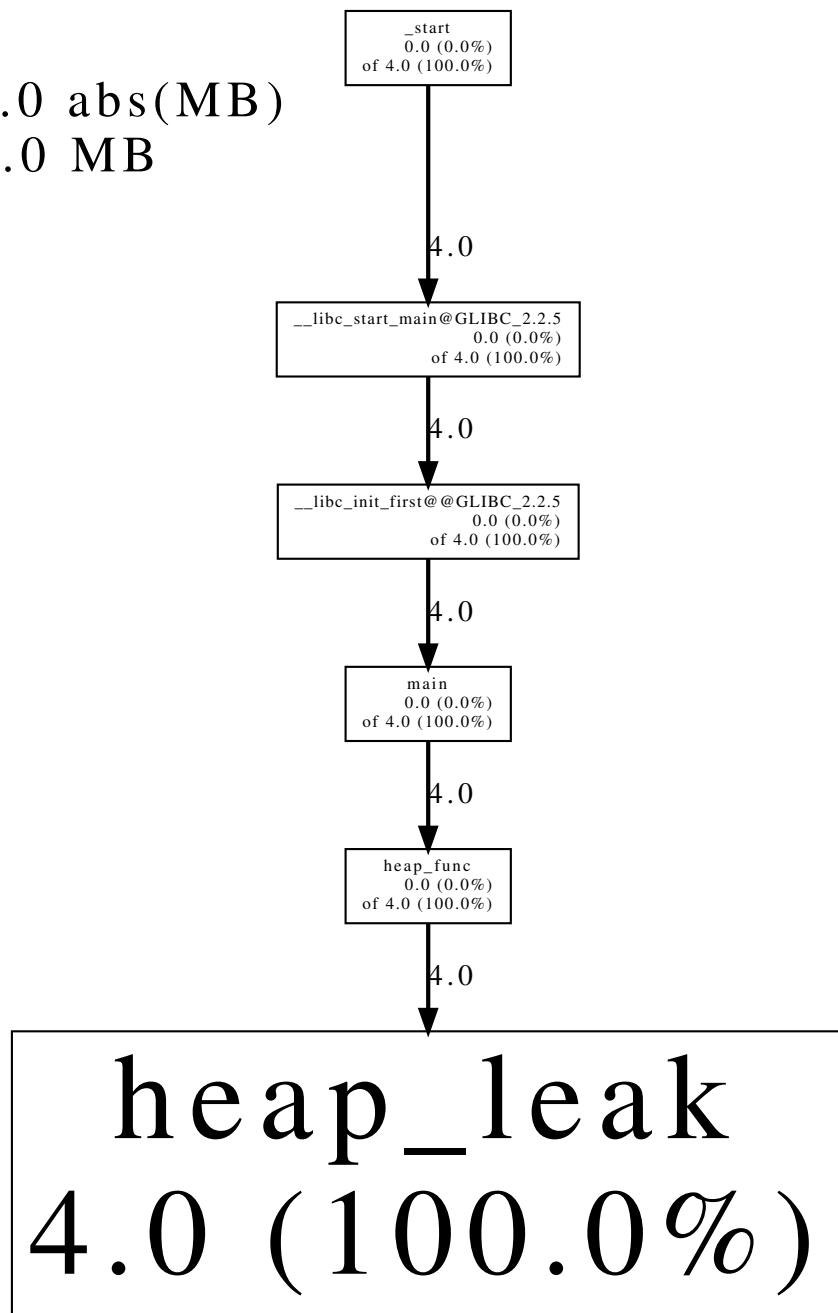 _start
0.0 (0.0%)
of 4.0 (100.0%)
.0 abs(MB)
.0 MB
4.0
__libc_start_main@GLIBC_2.2.5
0.0 (0.0%)
of 4.0 (100.0%)
4.0
__libc_init_first@@GLIBC_2.2.5
0.0 (0.0%)
of 4.0 (100.0%)
4.0
main
0.0 (0.0%)
of 4.0 (100.0%)
4.0
heap_func
0.0 (0.0%)
of 4.0 (100.0%)
4.0
heap_leak
4.0 (100.0%)